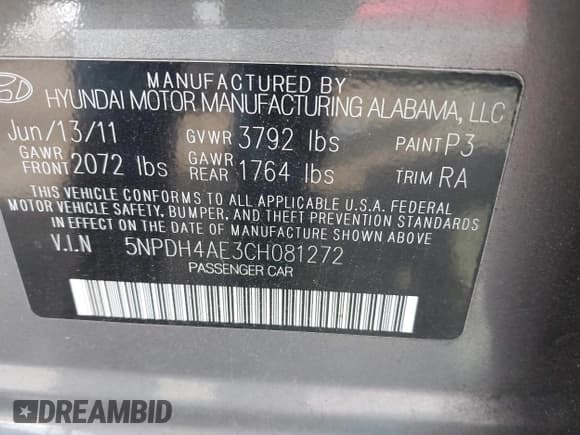 MANUFACTURED BY
HYUNDAI MOTOR MANUFACTURING ALABAMA, LLC
Jun/13/11 GVWR 3792 lbs PAINT P3
GAWR FRONT 2072 lbs GAWR REAR 1764 lbs TRIM RA
THIS VEHICLE CONFORMS TO ALL APPLICABLE U.S.A. FEDERAL
MOTOR VEHICLE SAFETY, BUMPER, AND THEFT PREVENTION STANDARDS
IN EFFECT ON THE DATE OF MANUFACTURE SHOWN ABOVE.
V.I.N 5NPDH4AE3CH081272
PASSENGER CAR
DREAMBID